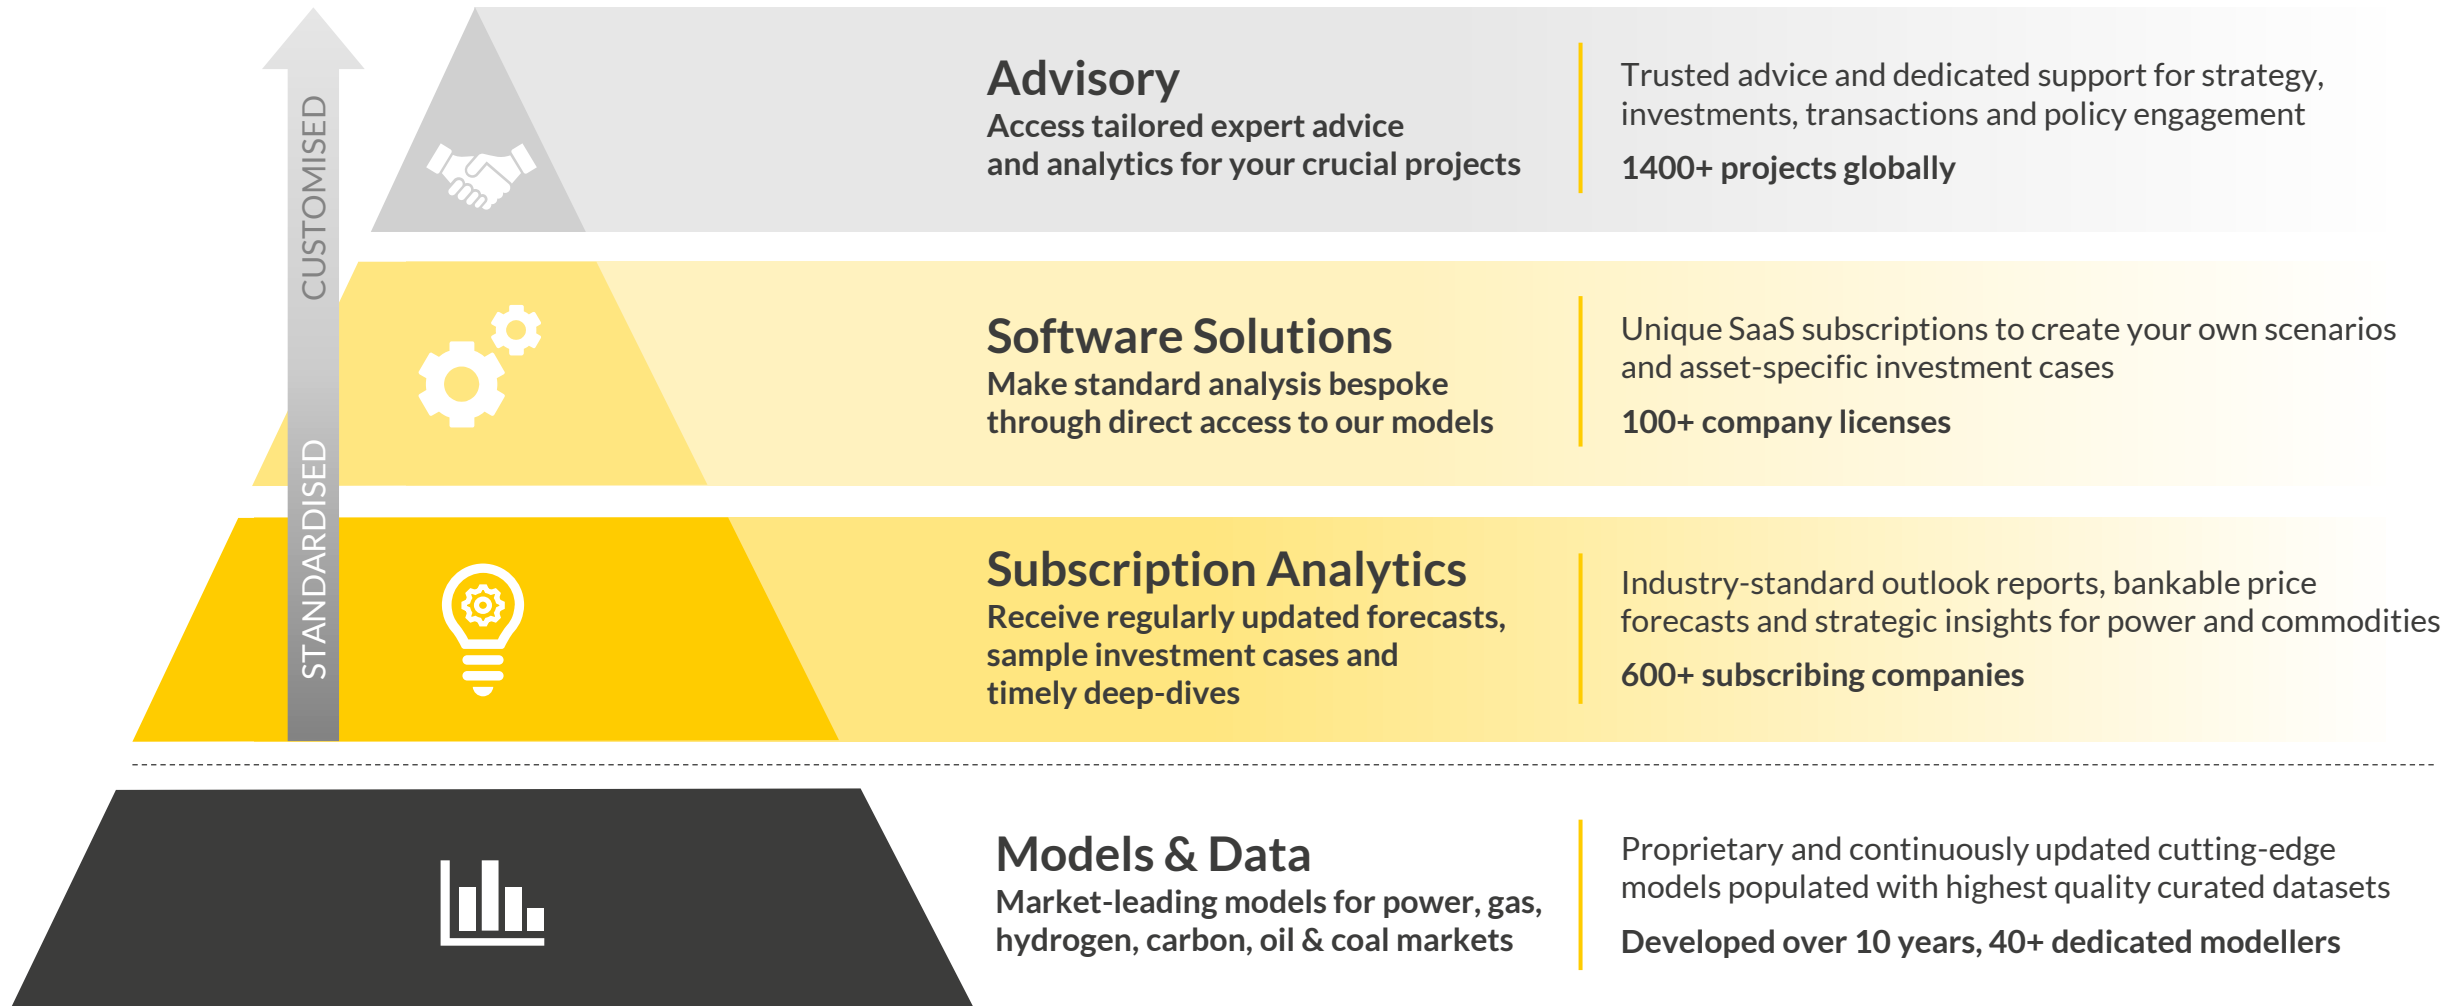 CUSTOMISED
STANDARDISED
Advisory
Access tailored expert advice
and analytics for your crucial projects
Trusted advice and dedicated support for strategy,
investments, transactions and policy engagement
1400+ projects globally
Software Solutions
Make standard analysis bespoke
through direct access to our models
Unique SaaS subscriptions to create your own scenarios
and asset-specific investment cases
100+ company licenses
Subscription Analytics
Receive regularly updated forecasts,
sample investment cases and
timely deep-dives
Industry-standard outlook reports, bankable price
forecasts and strategic insights for power and commodities
600+ subscribing companies
Models & Data
Market-leading models for power, gas,
hydrogen, carbon, oil & coal markets
Proprietary and continuously updated cutting-edge
models populated with highest quality curated datasets
Developed over 10 years, 40+ dedicated modellers